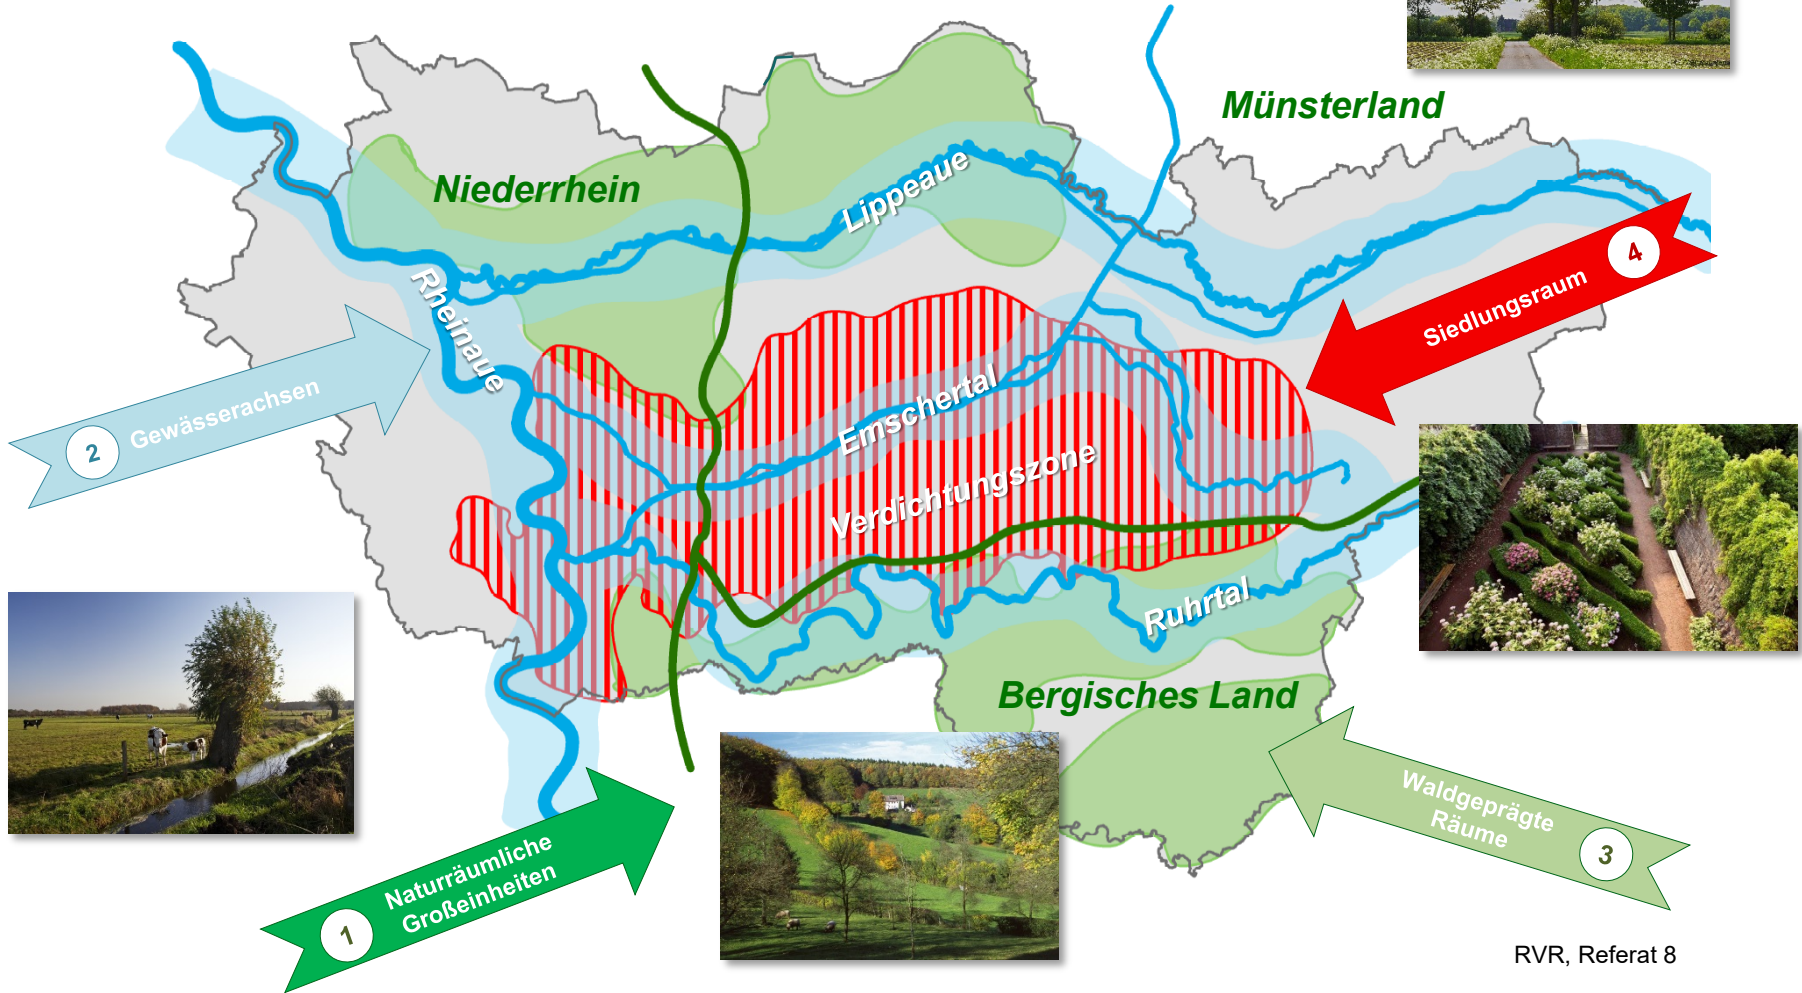 Münsterland
Niederrhein
Lippeaue
Rheinaue
4
Siedlungsraum
2
Gewässerachsen
Emschertal
Verdichtungszone
Ruhrtal
Bergisches Land
Waldgeprägte
Räume
3
Naturräumliche
Großeinheiten
1
RVR, Referat 8